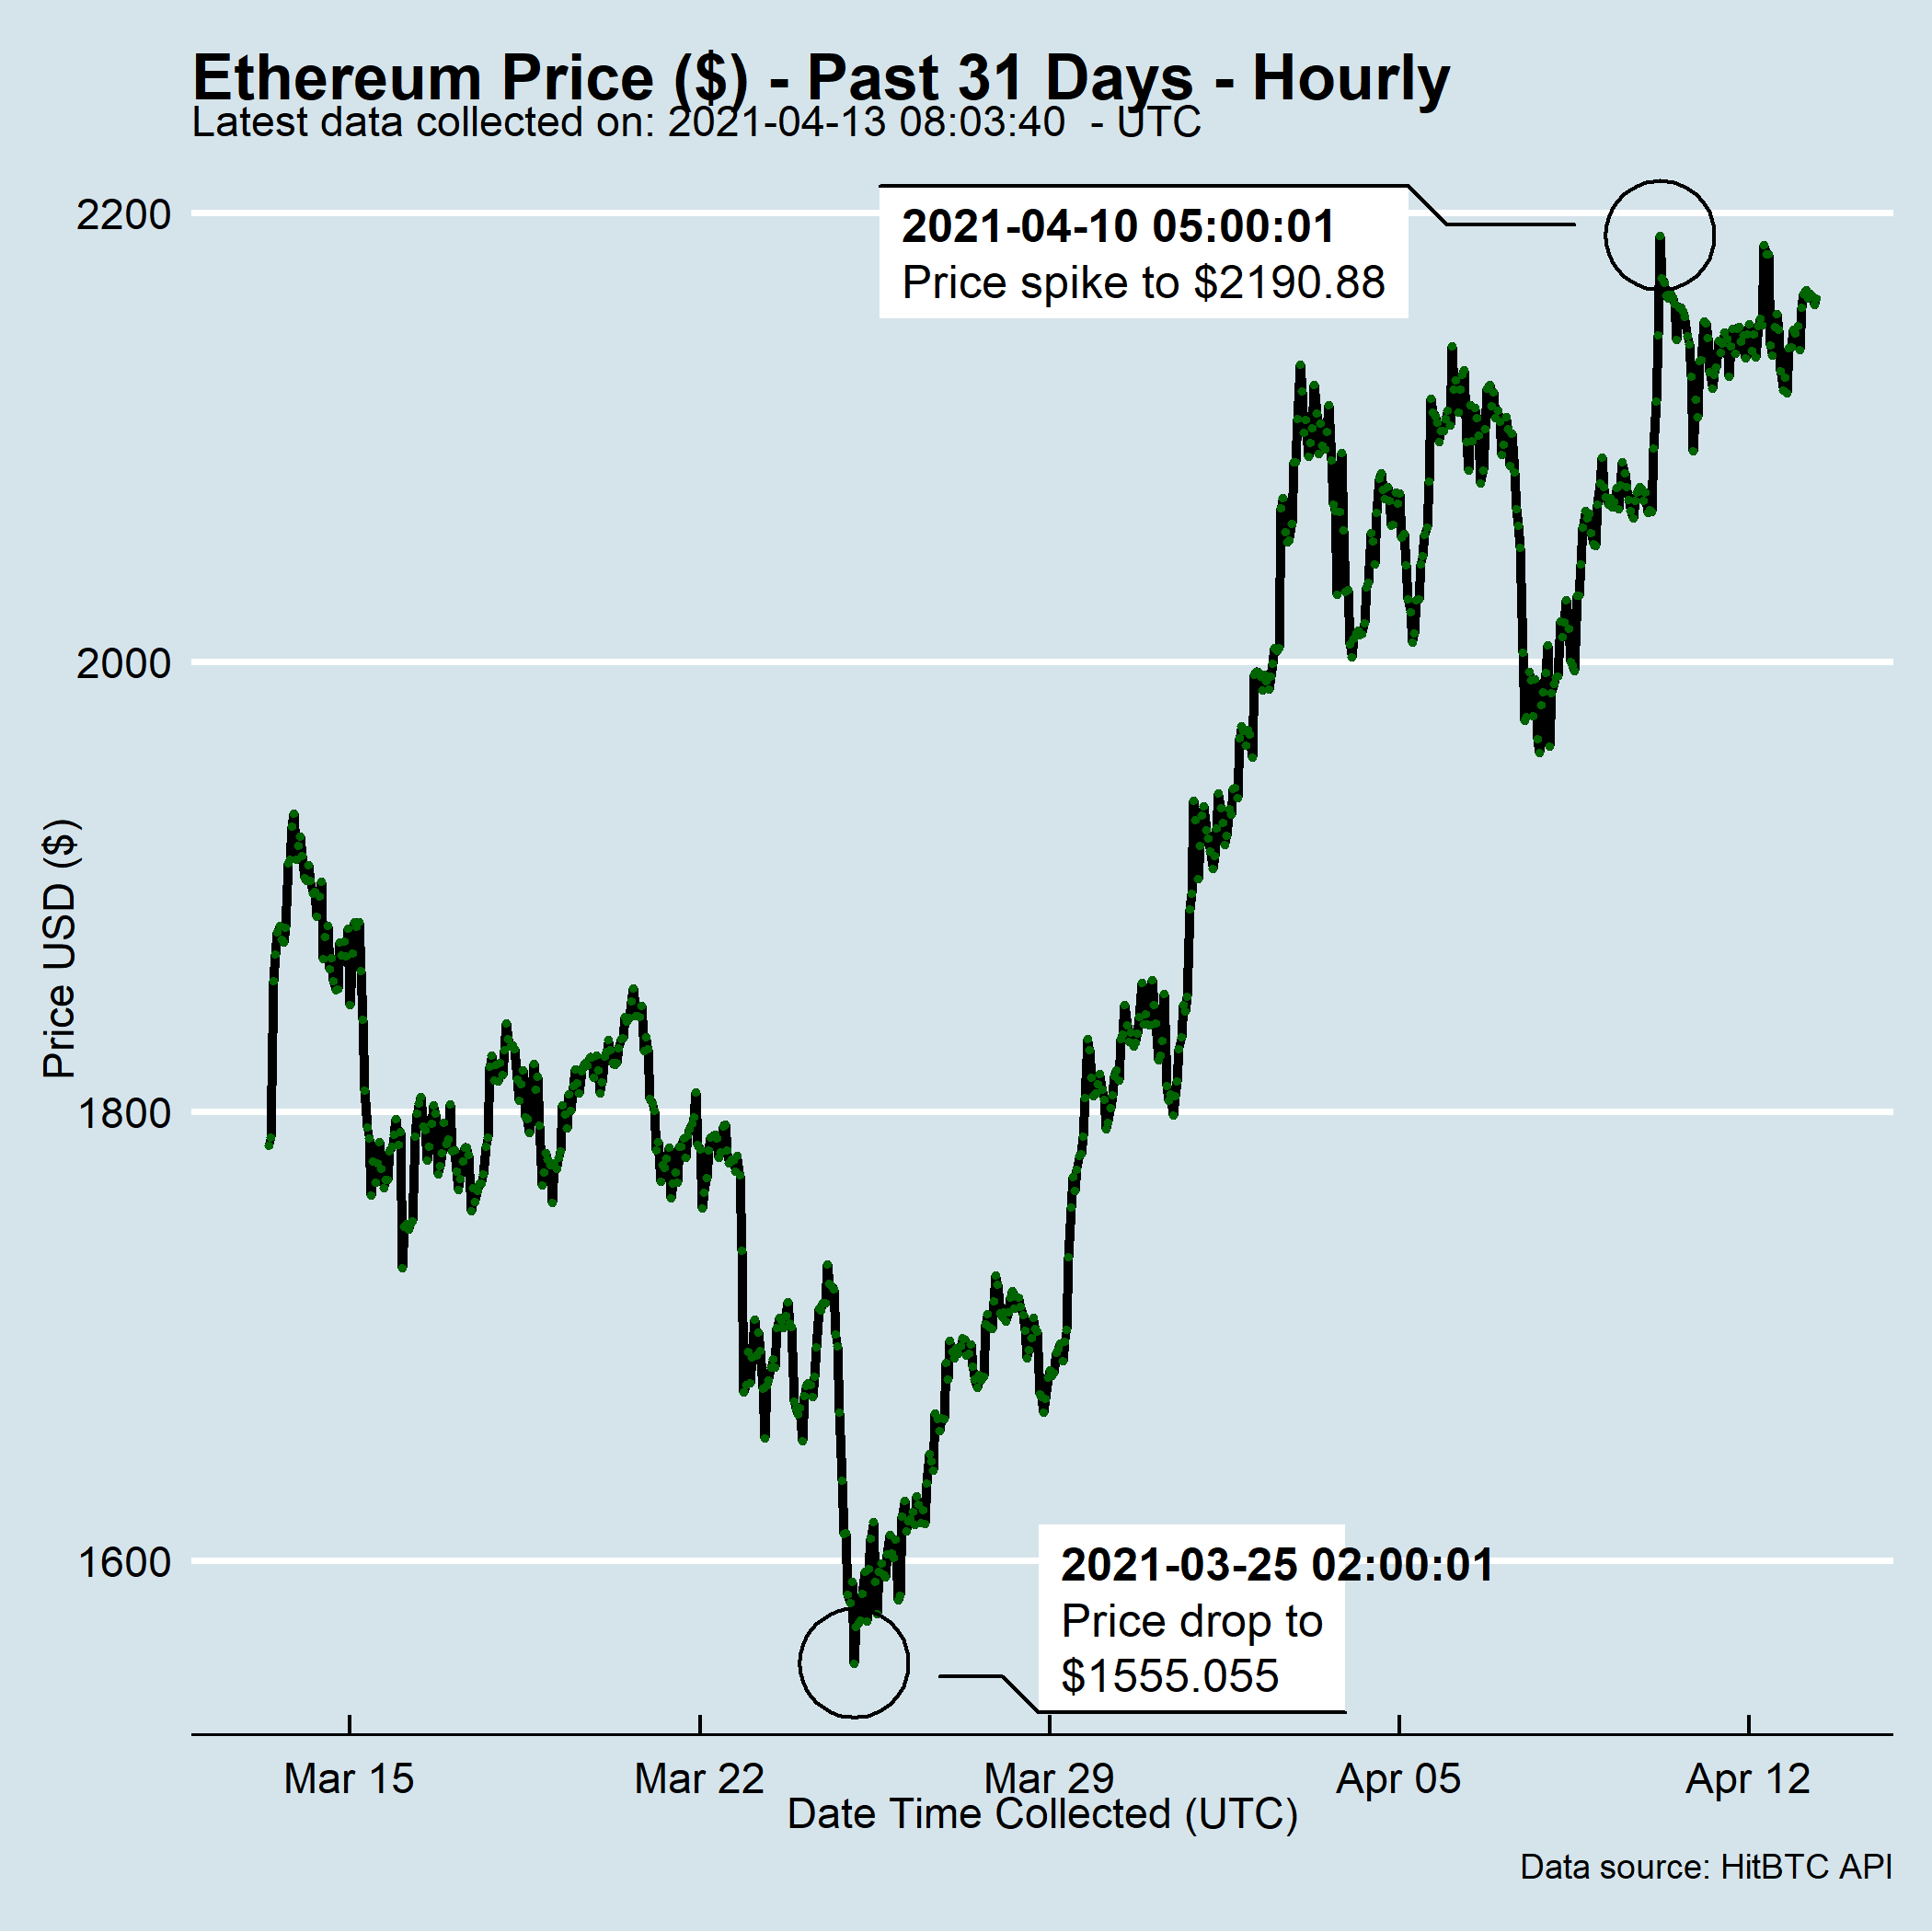 Ethereum Price ($) - Past 31 Days - Hourly
Latest data collected on: 2021-04-13 08:03:40  - UTC
2200
2021-04-10 05:00:01
Price spike to $2190.88
2000
Price USD ($)
1800
1600
2021-03-25 02:00:01
Price drop to
$1555.055
Mar 15
Mar 22
Mar 29
Apr 05
Apr 12
Date Time Collected (UTC)
Data source: HitBTC API